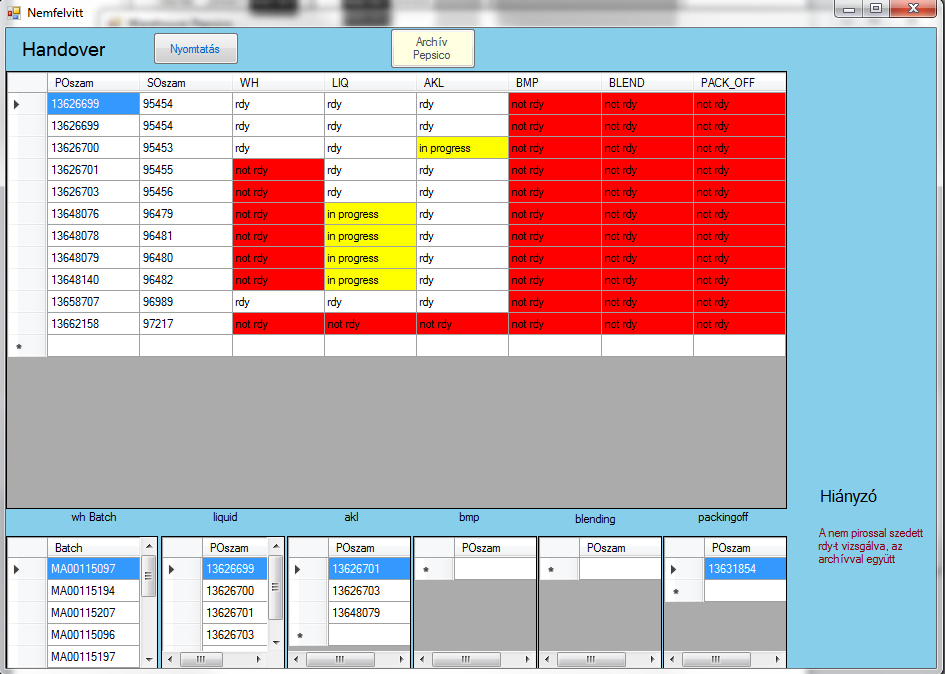 Nemfelvitt
Handover
Nyomtatás
Archív
Pepsico
POszam SOszam WH LIQ AKL BMP BLEND PACK_OFF
13626699 95454 rdy rdy rdy not rdy not rdy not rdy
13626699 95454 rdy rdy rdy not rdy not rdy not rdy
13626700 95453 rdy rdy in progress not rdy not rdy not rdy
13626701 95455 not rdy rdy rdy not rdy not rdy not rdy
13626703 95456 not rdy rdy rdy not rdy not rdy not rdy
13648076 96479 not rdy in progress rdy not rdy not rdy not rdy
13648078 96481 not rdy in progress rdy not rdy not rdy not rdy
13648079 96480 not rdy in progress rdy not rdy not rdy not rdy
13648140 96482 not rdy in progress rdy not rdy not rdy not rdy
13658707 96989 rdy rdy rdy not rdy not rdy not rdy
13662158 97217 not rdy not rdy not rdy not rdy not rdy not rdy
Hiányzó
A nem pirossal szedett
rdy-t vizsgálva, az
archívval együtt
wh Batch liquid akl bmp blending packingoff
Batch POszam POszam POszam POszam POszam
MA00115097 13626699 13626701 13631854
MA00115194 13626700 13626703
MA00115207 13626701 13648079
MA00115096 13626703
MA00115197